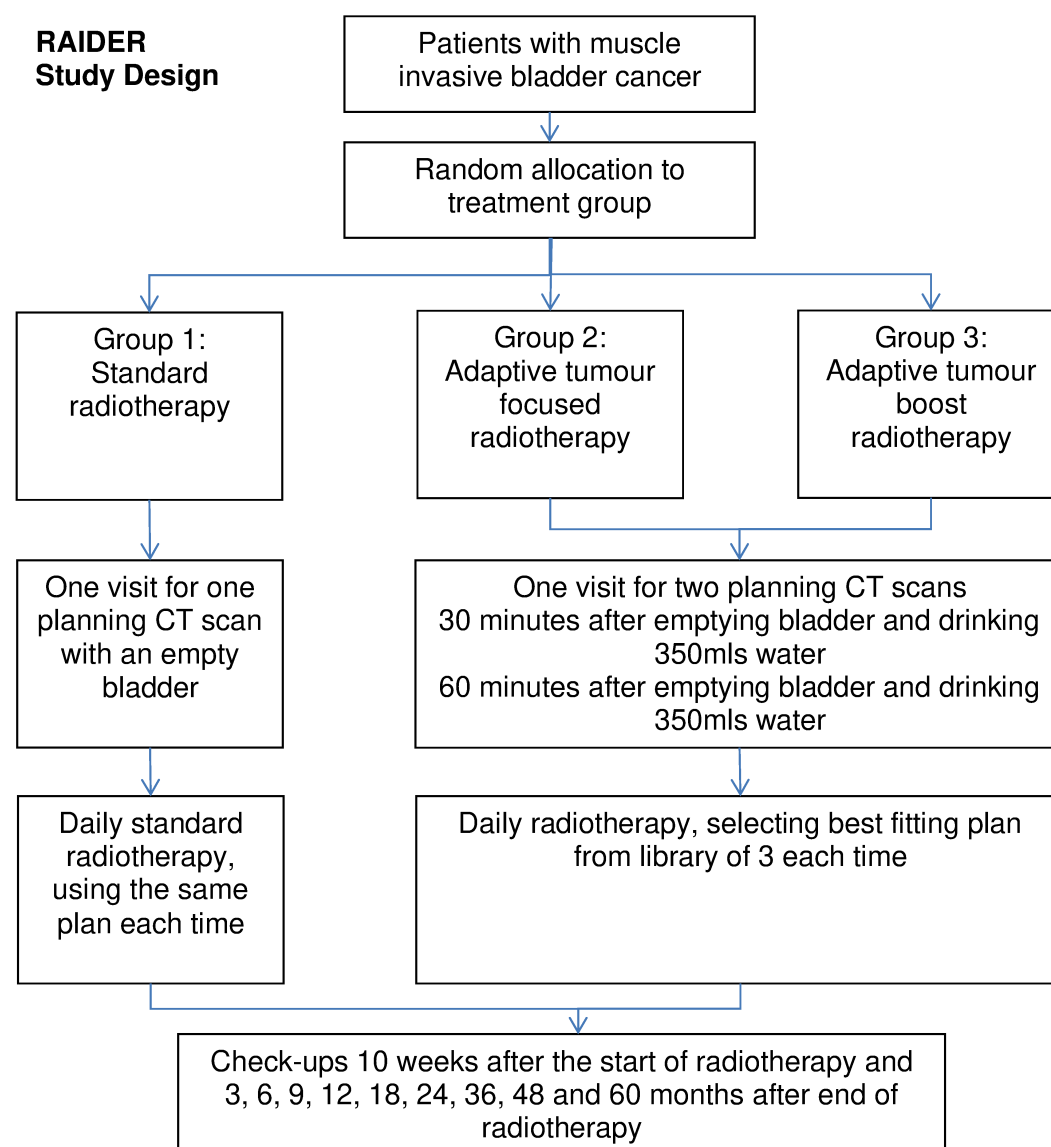 RAIDER
Study Design
Patients with muscle
invasive bladder cancer
Random allocation to
treatment group
Group 1:
Standard
radiotherapy
Group 2:
Adaptive tumour
focused
radiotherapy
Group 3:
Adaptive tumour
boost
radiotherapy
One visit for one
planning CT scan
with an empty
bladder
One visit for two planning CT scans
30 minutes after emptying bladder and drinking
350mls water
60 minutes after emptying bladder and drinking
350mls water
Daily standard
radiotherapy,
using the same
plan each time
Daily radiotherapy, selecting best fitting plan
from library of 3 each time
Check-ups 10 weeks after the start of radiotherapy and
3, 6, 9, 12, 18, 24, 36, 48 and 60 months after end of
radiotherapy